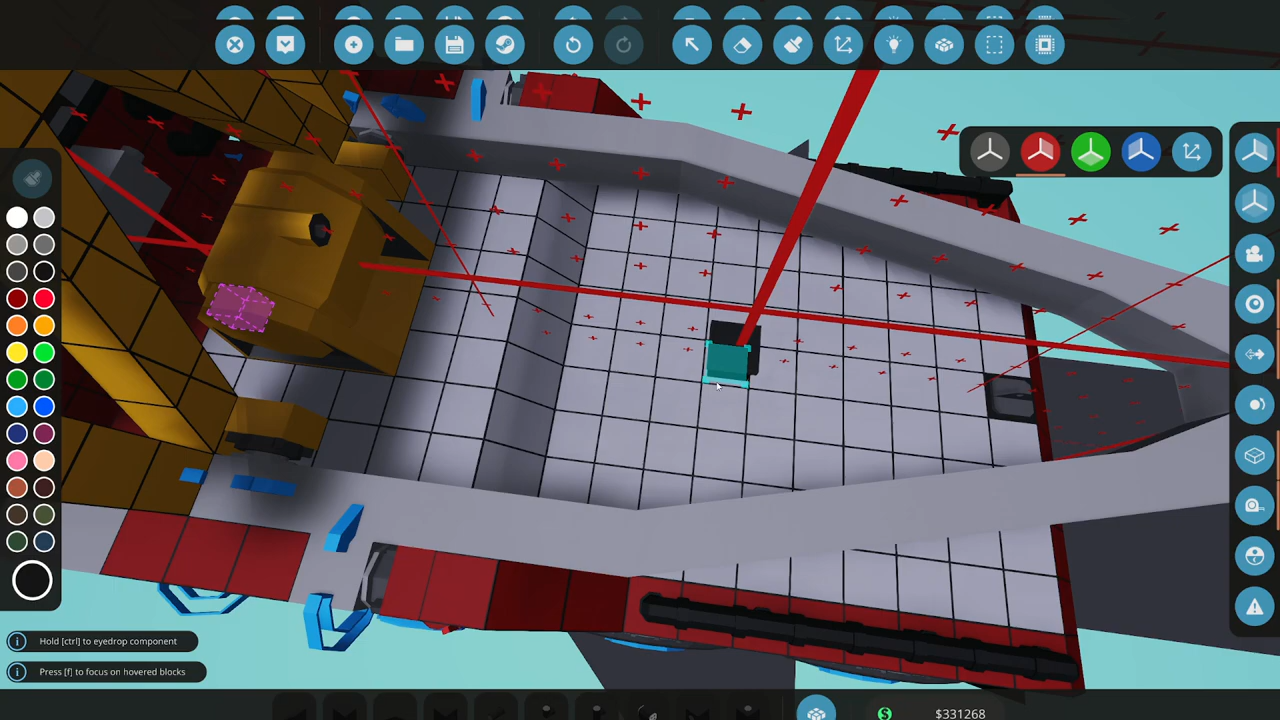 Hold [ctrl] to eyedrop component
Press [f] to focus on hovered blocks
$331268